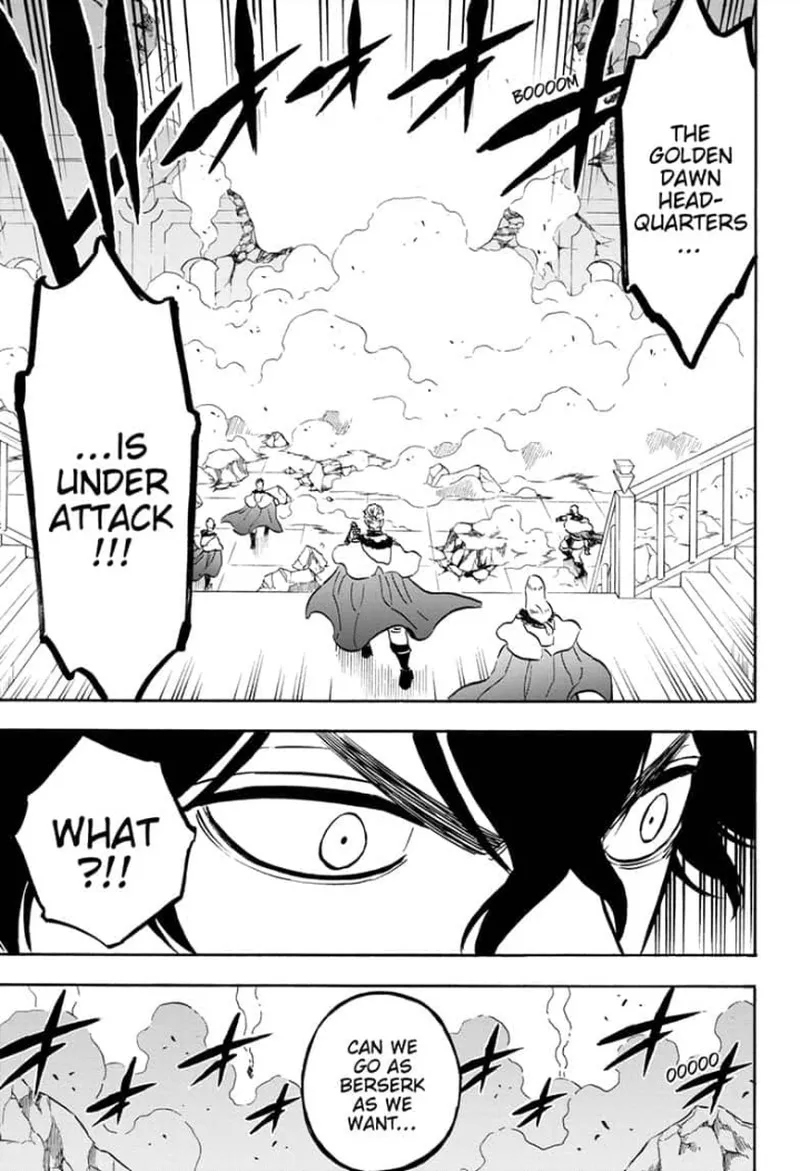 BOOOOM
THE
GOLDEN
DAWN
HEAD-
QUARTERS
...
...IS
UNDER
ATTACK
!!!
WHAT
?!!
OOOOO
CAN WE
GO AS
BERSERK
AS WE
WANT...